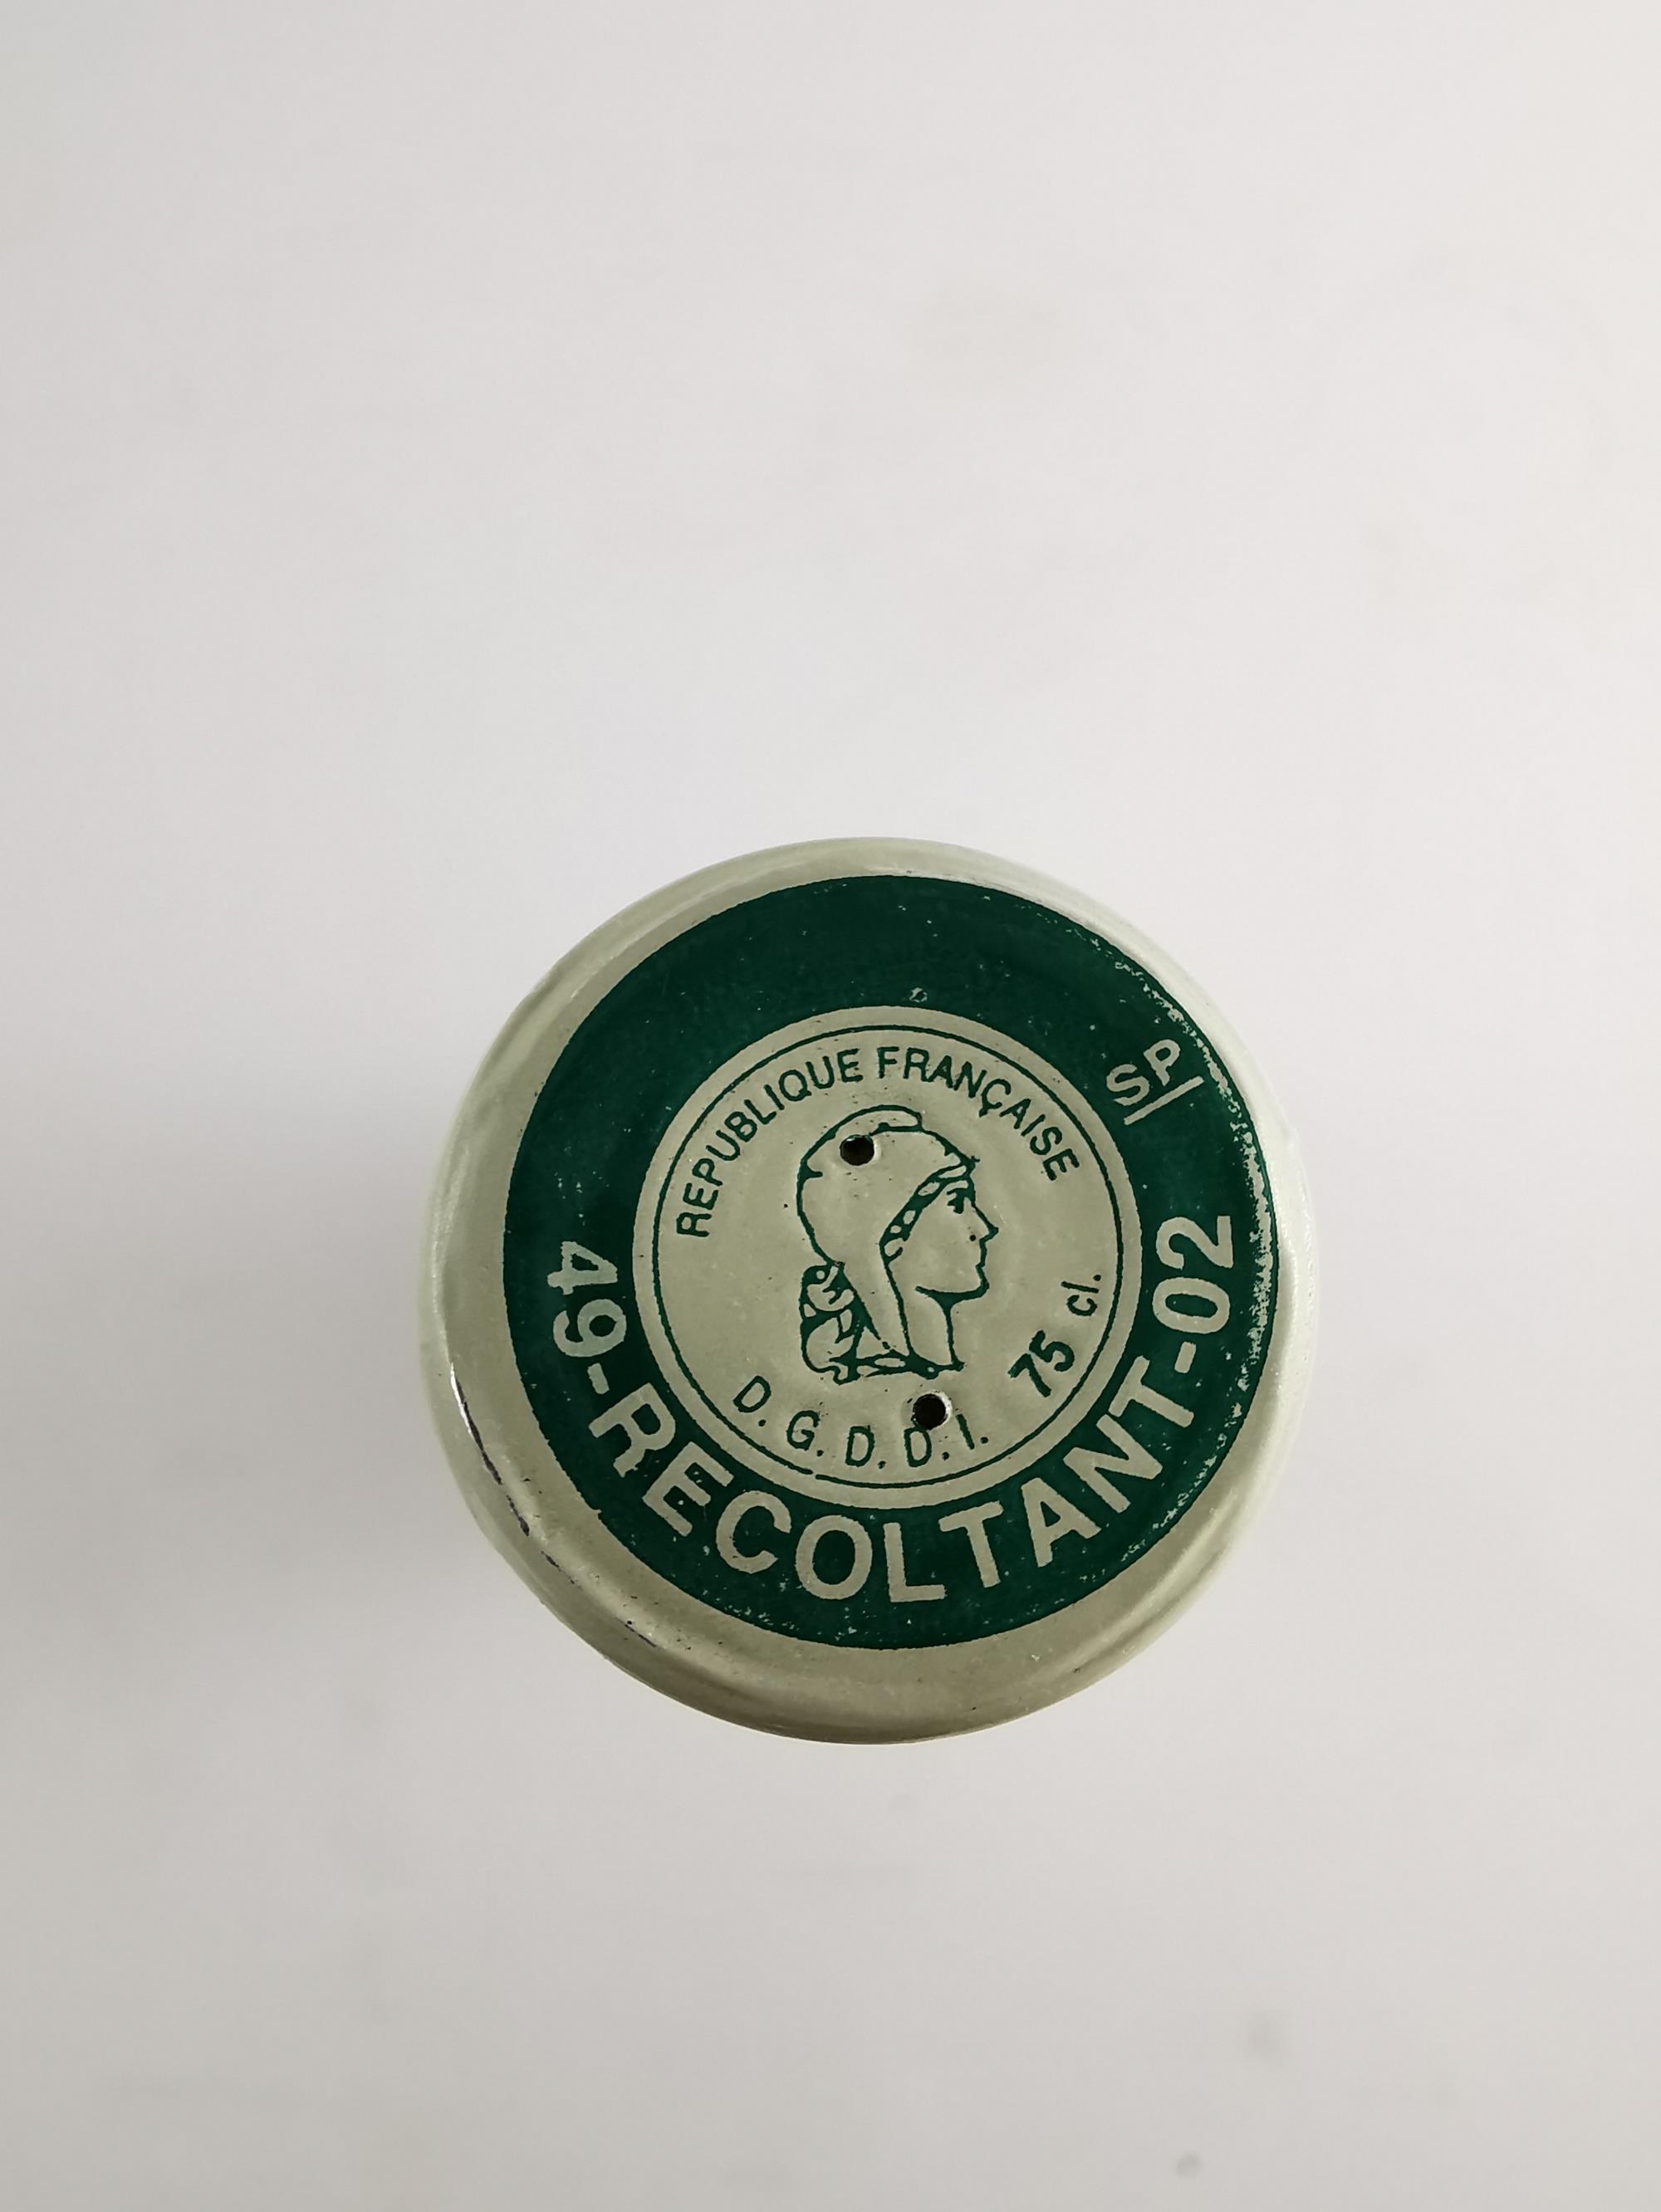 REPUBLIQUE FRANÇAISE
75 cl.
D.G.D.D.I.
49-RECOLTANT-02
SP